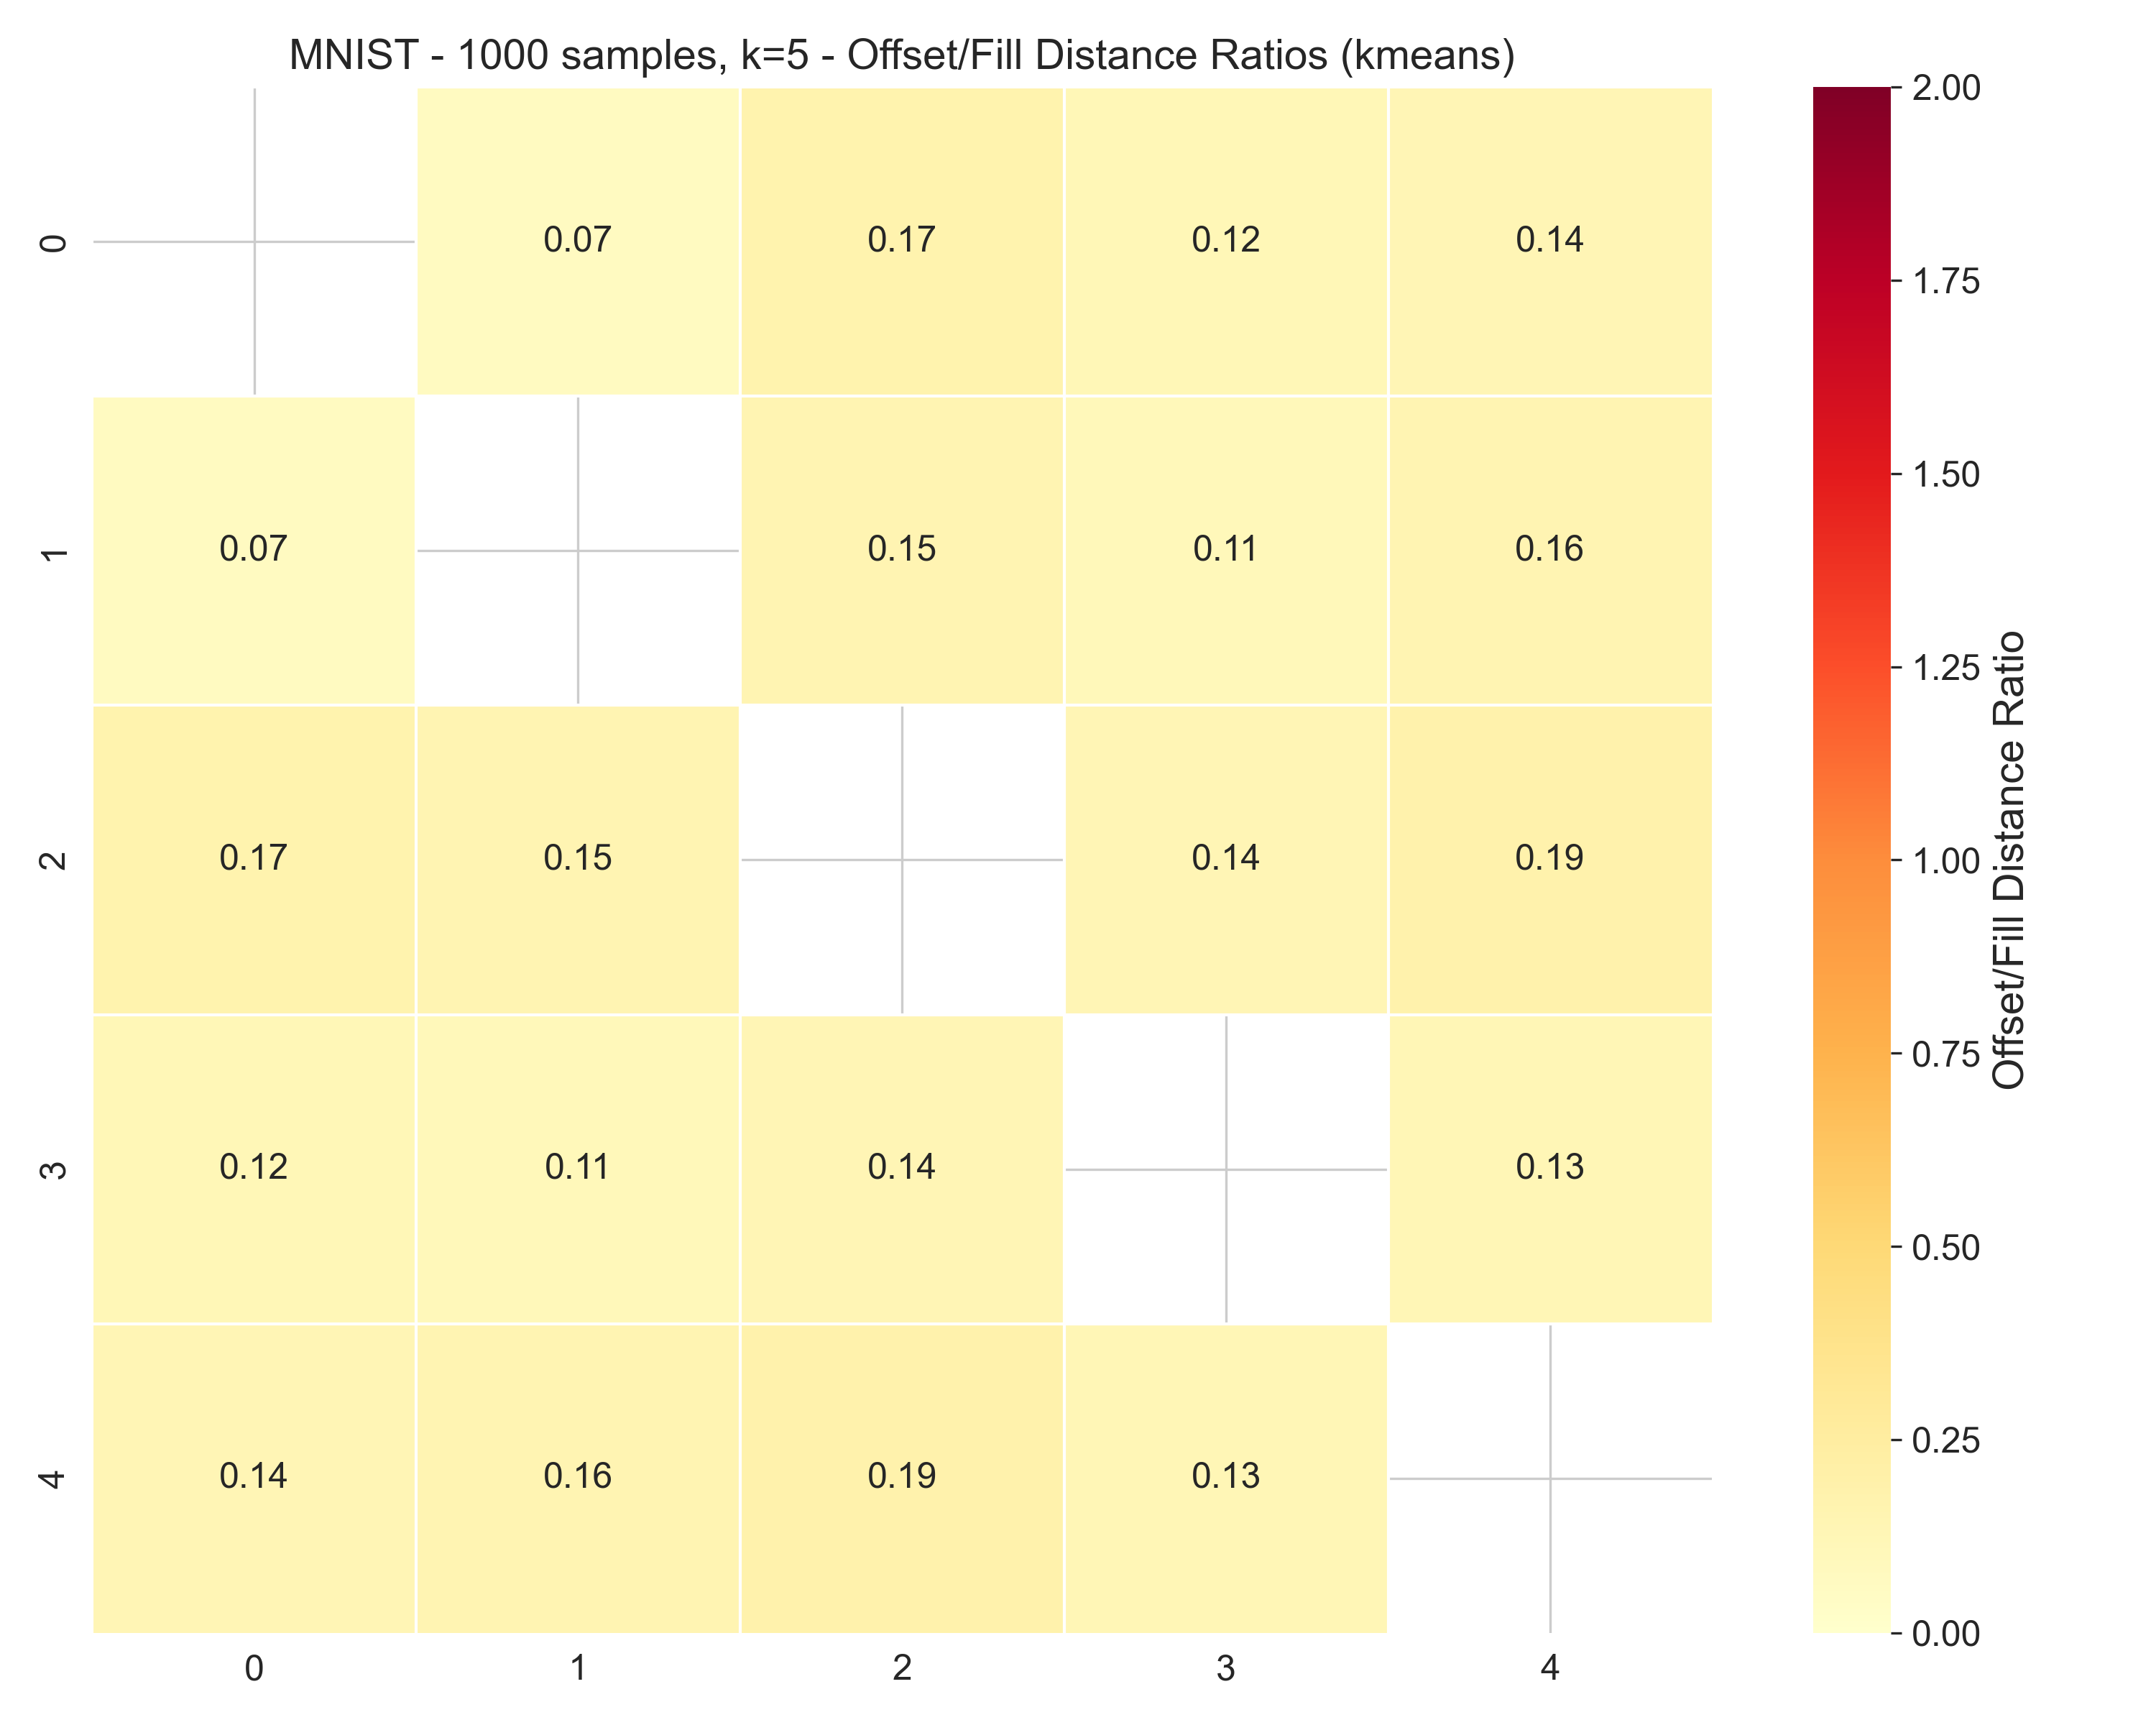 MNIST - 1000 samples, k=5 - Offset/Fill Distance Ratios (kmeans)
0 0.07 0.17 0.12 0.14
1 0.07 0.15 0.11 0.16
2 0.17 0.15 0.14 0.19
3 0.12 0.11 0.14 0.13
4 0.14 0.16 0.19 0.13
0 1 2 3 4
2.00
1.75
1.50
1.25
1.00
0.75
0.50
0.25
0.00
Offset/Fill Distance Ratio